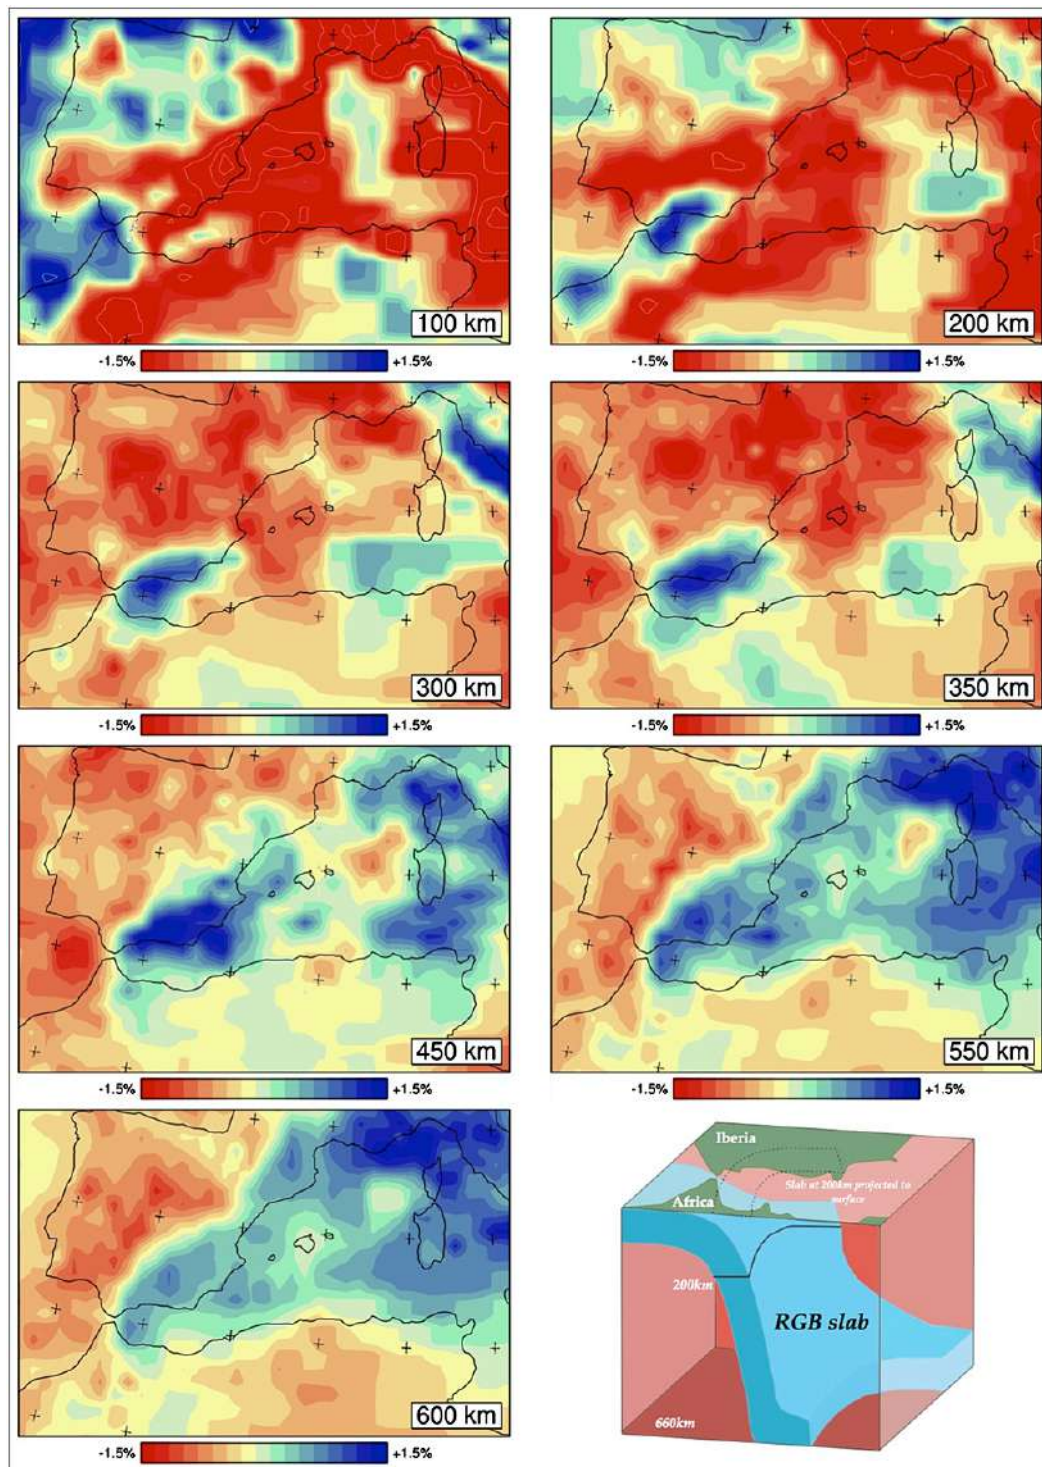 100 km
200 km
-1.5% +1.5%
-1.5% +1.5%
300 km
350 km
-1.5% +1.5%
-1.5% +1.5%
450 km
550 km
-1.5% +1.5%
-1.5% +1.5%
600 km
-1.5% +1.5%
Iberia
Slab at 200km projected to
surface
Africa
200km
RGB slab
660km